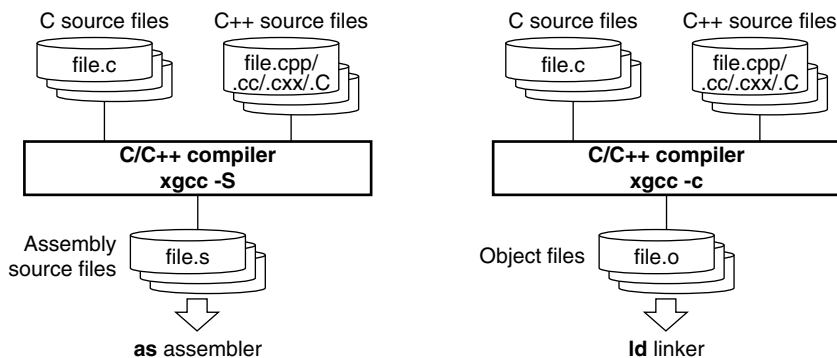 C source files
C++ source files
file.c
file.cpp/
.cc/.cxx/.C
C/C++ compiler
xgcc -S
Assembly
source files
file.s
as assembler
C source files
C++ source files
file.c
file.cpp/
.cc/.cxx/.C
C/C++ compiler
xgcc -c
Object files
file.o
ld linker